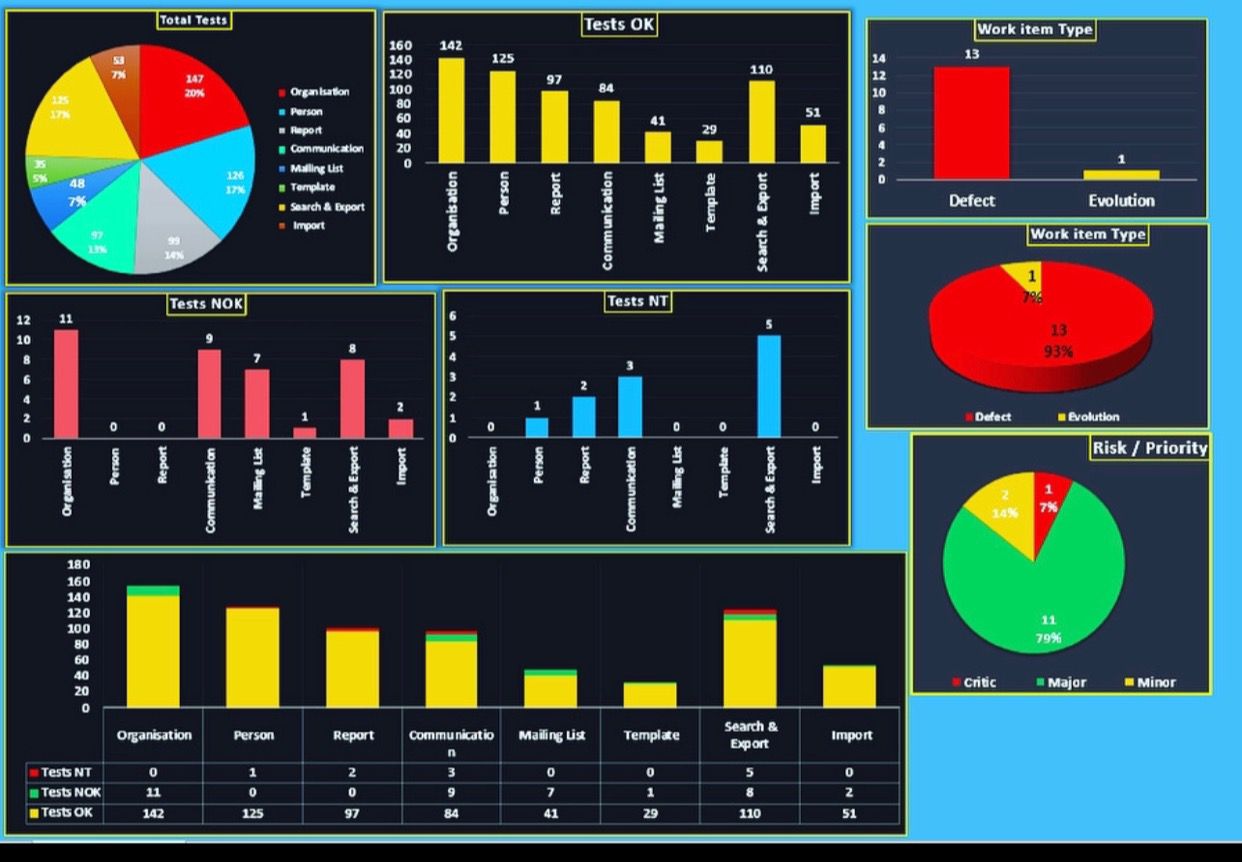 Total Tests
53
7%
147
20%
125
17%
126
17%
35
5%
48
7%
97
13%
99
14%
Organisation
Person
Report
Communication
Mailing List
Template
Search & Export
Import
Tests OK
160
140
120
100
80
60
40
20
0
142
125
97
84
41
29
110
51
Organisation
Person
Report
Communication
Mailing List
Template
Search & Export
Import
Work item Type
14
12
10
8
6
4
2
0
13
1
Defect
Evolution
Work item Type
1
7%
13
93%
Defect
Evolution
Tests NOK
12
10
8
6
4
2
0
11
0
0
9
7
1
8
2
Organisation
Person
Report
Communication
Mailing List
Template
Search & Export
Import
Tests NT
6
5
4
3
2
1
0
0
1
2
3
0
0
5
0
Organisation
Person
Report
Communication
Mailing List
Template
Search & Export
Import
Risk / Priority
2
14%
1
7%
11
79%
Critic
Major
Minor
180
160
140
120
100
80
60
40
20
0
Organisation Person Report Communicatio Mailing List Template Search & Import
n Export
Tests NT 0 1 2 3 0 0 5 0
Tests NOK 11 0 0 9 7 1 8 2
Tests OK 142 125 97 84 41 29 110 51